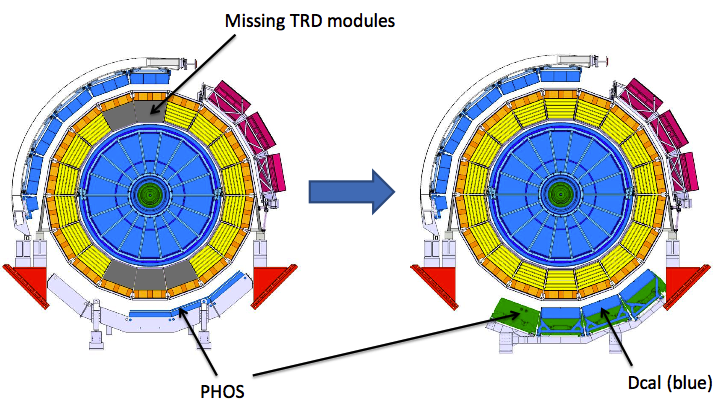 Missing TRD modules
PHOS
Dcal (blue)